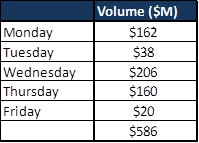 Volume ($M)
Monday $162
Tuesday $38
Wednesday $206
Thursday $160
Friday $20
$586